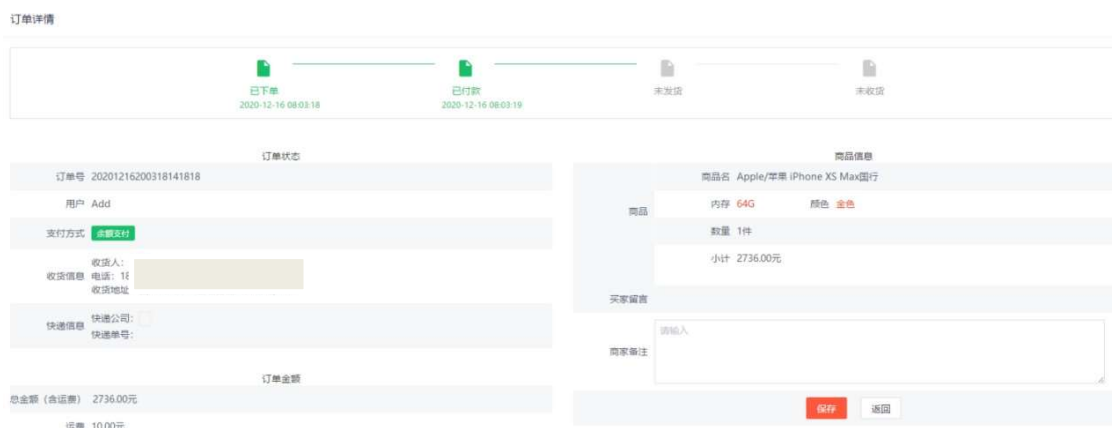 订单详情
已下单
2020-12-16 08:03:18
已付款
2020-12-16 08:03:19
未发货
未收货
订单状态
订单号 20201216200318141818
用户 Add
支付方式 余额支付
收货信息
收货人:
电话: 18
收货地址
快递信息
快递公司:
快递单号:
订单金额
总金额(含运费) 2736.00元
运费 10.00元
商品信息
商品
商品名 Apple/苹果 iPhone XS Max国行
内存 64G 颜色 金色
数量 1件
小计 2736.00元
买家留言
商家备注
请输入
保存 返回